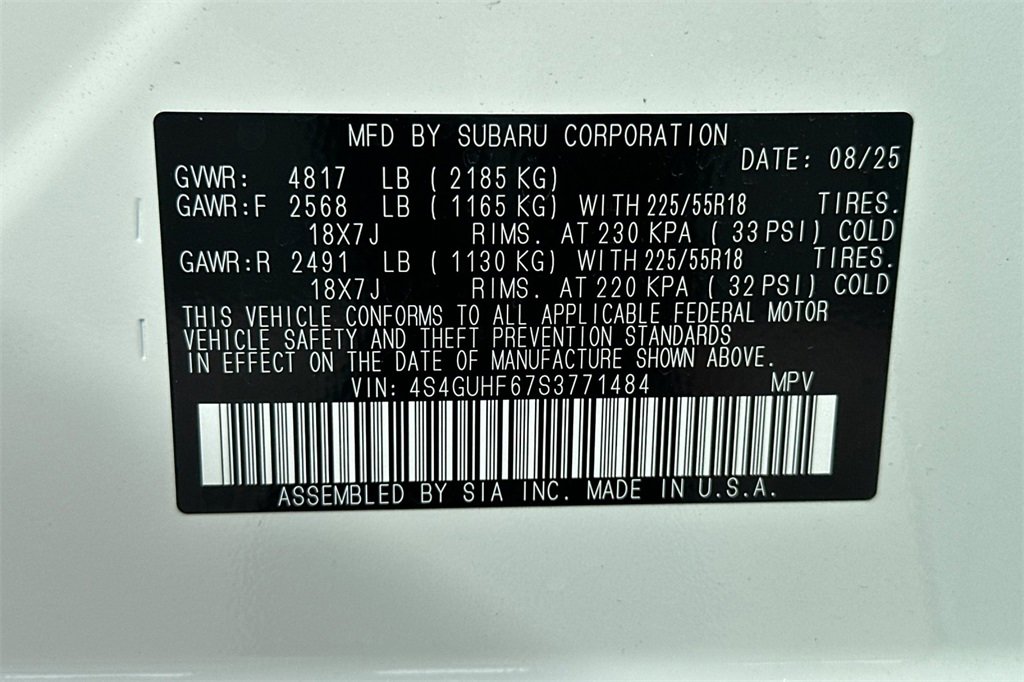 MFD BY SUBARU CORPORATION
DATE: 08/25
GVWR: 4817 LB ( 2185 KG)
GAWR:F 2568 LB ( 1165 KG) WITH 225/55R18 TIRES.
18X7J RIMS. AT 230 KPA ( 33 PSI) COLD
GAWR:R 2491 LB ( 1130 KG) WITH 225/55R18 TIRES.
18X7J RIMS. AT 220 KPA ( 32 PSI) COLD
THIS VEHICLE CONFORMS TO ALL APPLICABLE FEDERAL MOTOR
VEHICLE SAFETY AND THEFT PREVENTION STANDARDS
IN EFFECT ON THE DATE OF MANUFACTURE SHOWN ABOVE.
VIN: 4S4GUHF67S3771484 MPV
ASSEMBLED BY SIA INC. MADE IN U.S.A.